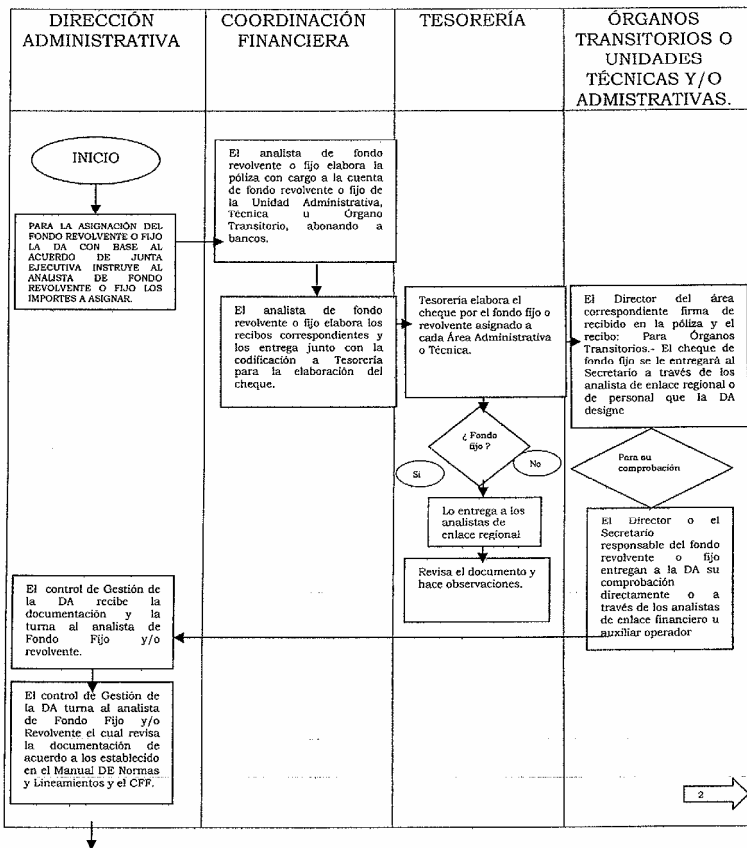 DIRECCIÓN
ADMINISTRATIVA
COORDINACIÓN
FINANCIERA
TESORERÍA
ÓRGANOS
TRANSITORIOS O
UNIDADES
TÉCNICAS Y/O
ADMISTRATIVAS.
INICIO
PARA LA ASIGNACIÓN DEL
FONDO REVOLVENTE O FIJO
LA DA CON BASE AL
ACUERDO DE JUNTA
EJECUTIVA INSTRUYE AL
ANALISTA DE FONDO
REVOLVENTE O FIJO LOS
IMPORTES A ASIGNAR.
El analista de fondo
revolvente o fijo elabora la
póliza con cargo a la cuenta
de fondo revolvente o fijo de
la Unidad Administrativa,
Técnica u Órgano
Transitorio, abonando a
bancos.
El analista de fondo
revolvente o fijo elabora los
recibos correspondientes y
los entrega junto con la
codificación a Tesorería
para la elaboración del
cheque.
Tesorería elabora el
cheque por el fondo fijo o
revolvente asignado a
cada Área Administrativa
o Técnica.
El Director del área
correspondiente firma de
recibido en la póliza y el
recibo: Para Órganos
Transitorios.- El cheque de
fondo fijo se le entregará al
Secretario a través de los
analista de enlace regional o
de personal que la DA
designe
¿ Fondo
fijo ?
Si
No
Para su
comprobación
Lo entrega a los
analistas de
enlace regional
Revisa el documento y
hace observaciones.
El Director o el
Secretario
responsable del fondo
revolvente o fijo
entregan a la DA su
comprobación
directamente o a
través de los analistas
de enlace financiero u
auxiliar operador
El control de Gestión de
la DA recibe la
documentación y la
turna al analista de
Fondo Fijo y/o
revolvente.
El control de Gestión de
la DA turna al analista
de Fondo Fijo y/o
Revolvente el cual revisa
la documentación de
acuerdo a los establecido
en el Manual DE Normas
y Lineamientos y el CFF.
2